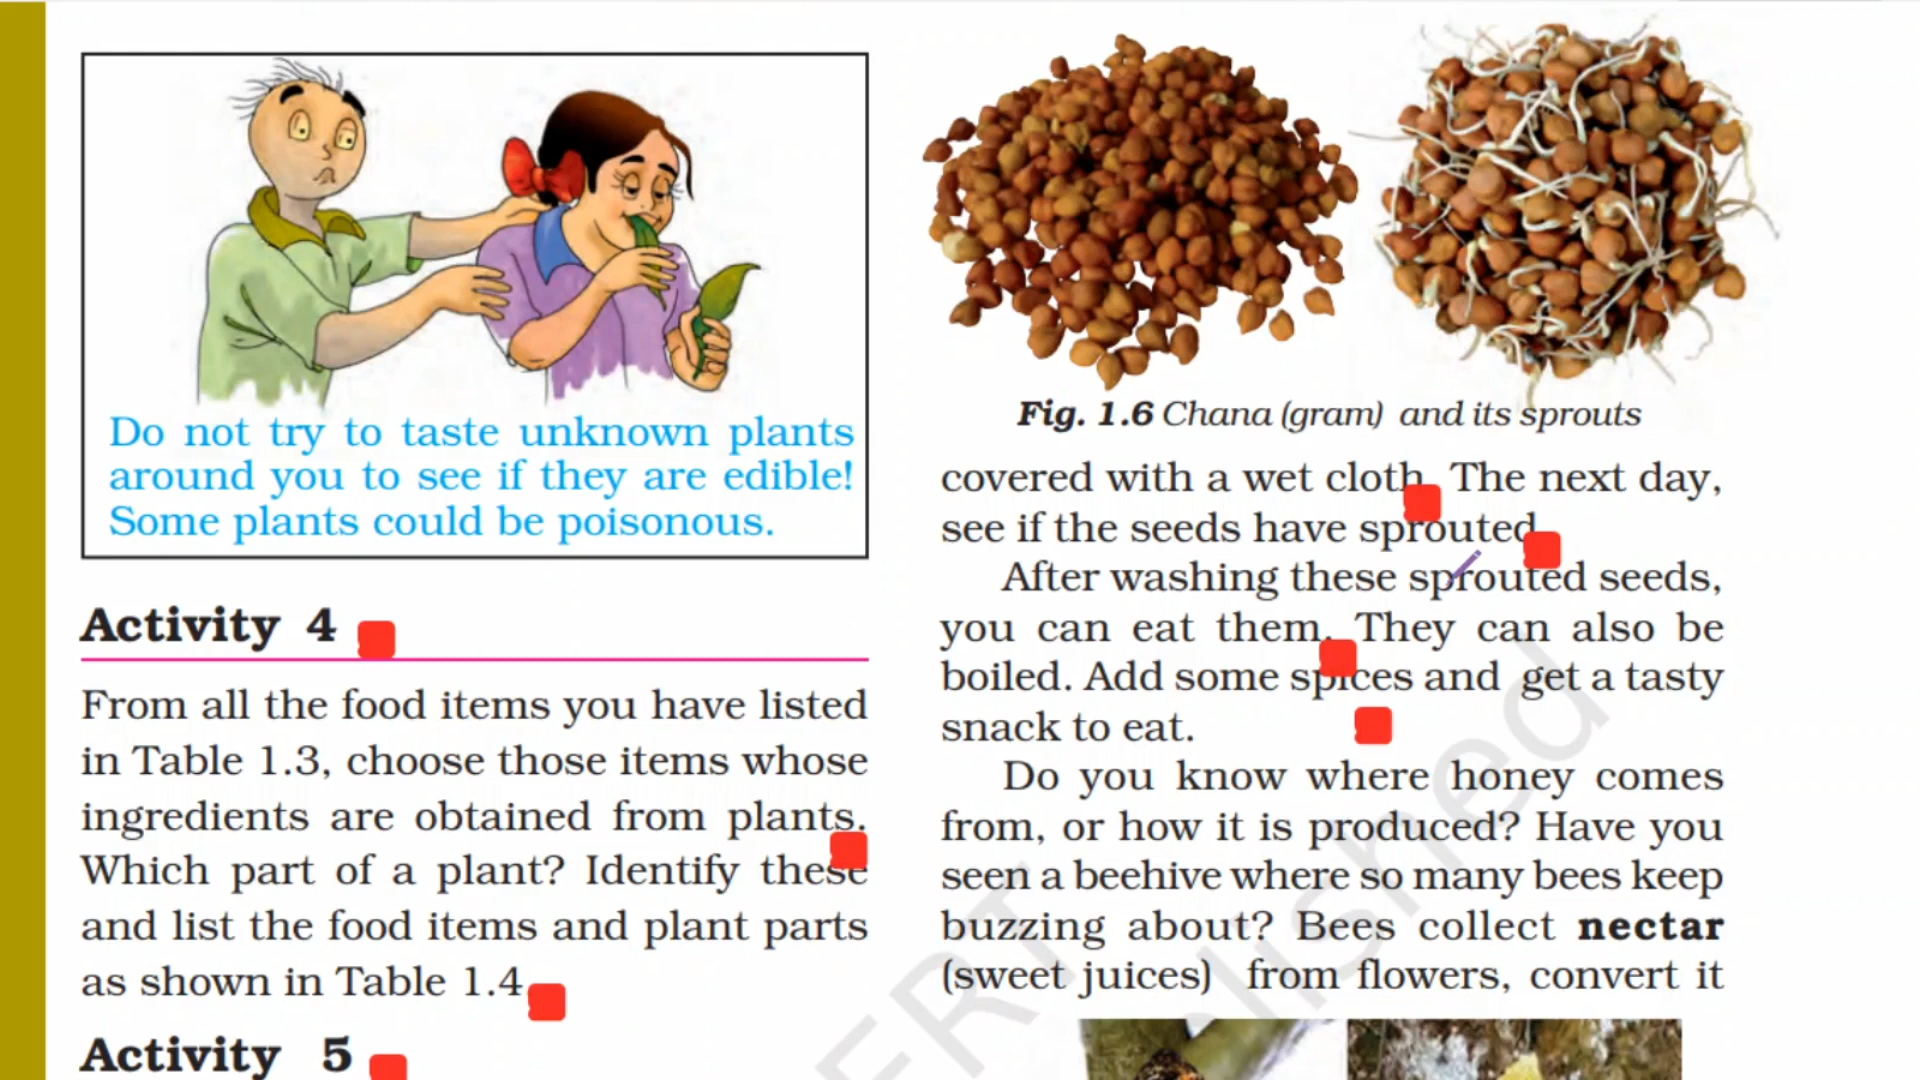 Do not try to taste unknown plants
around you to see if they are edible!
Some plants could be poisonous.
Activity 4
From all the food items you have listed
in Table 1.3, choose those items whose
ingredients are obtained from plants.
Which part of a plant? Identify these
and list the food items and plant parts
as shown in Table 1.4
Activity 5
Fig. 1.6 Chana (gram) and its sprouts
covered with a wet cloth. The next day,
see if the seeds have sprouted
After washing these sprouted seeds,
you can eat them. They can also be
boiled. Add some spices and get a tasty
snack to eat.
Do you know where honey comes
from, or how it is produced? Have you
seen a beehive where so many bees keep
buzzing about? Bees collect nectar
(sweet juices) from flowers, convert it